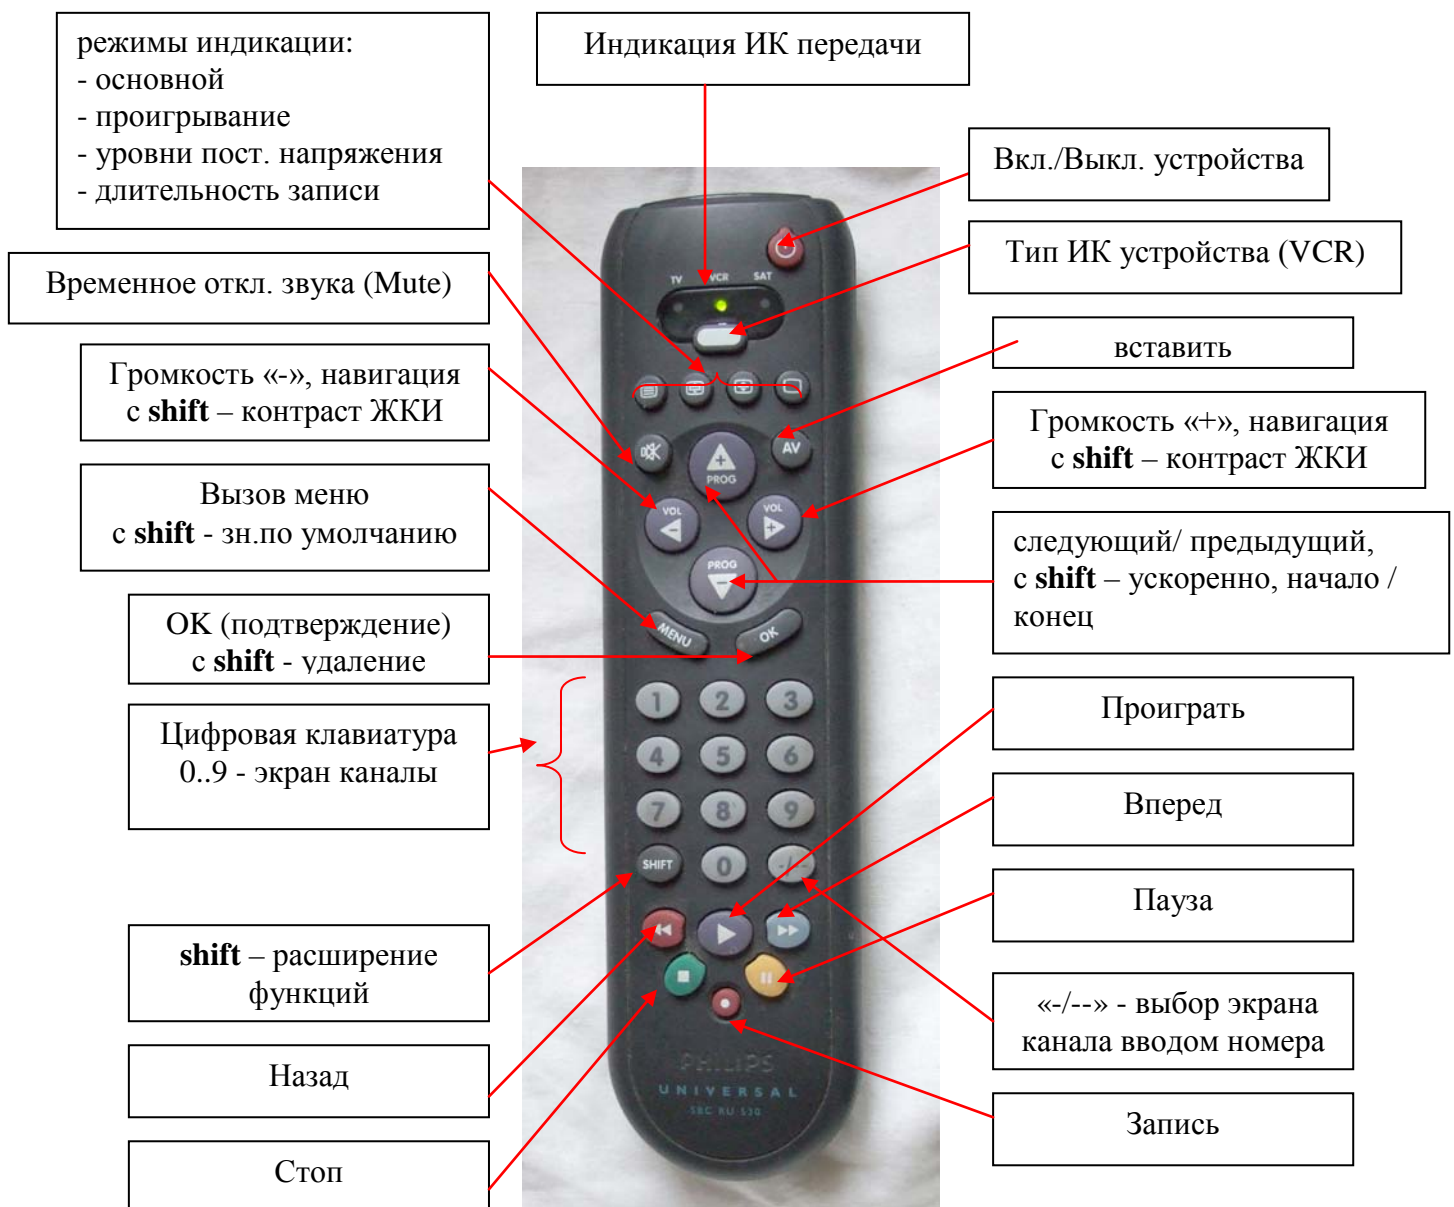 режимы индикации:
- основной
- проигрывание
- уровни пост. напряжения
- длительность записи
Индикация ИК передачи
Вкл./Выкл. устройства
Тип ИК устройства (VCR)
Временное откл. звука (Mute)
вставить
Громкость «-», навигация
с shift – контраст ЖКИ
Громкость «+», навигация
с shift – контраст ЖКИ
Вызов меню
с shift - зн.по умолчанию
следующий/ предыдущий,
с shift – ускоренно, начало /
конец
ОК (подтверждение)
с shift - удаление
Цифровая клавиатура
0..9 - экран каналы
Проиграть
Вперед
Пауза
shift – расширение
функций
«-/--» - выбор экрана
канала вводом номера
Назад
Запись
Стоп
TV VCR SAT
AV
+
PROG
VOL
-
VOL
+
PROG
-
MENU
OK
1 2 3
4 5 6
7 8 9
SHIFT 0 -/--
PHILIPS
UNIVERSAL
SBC RU 530